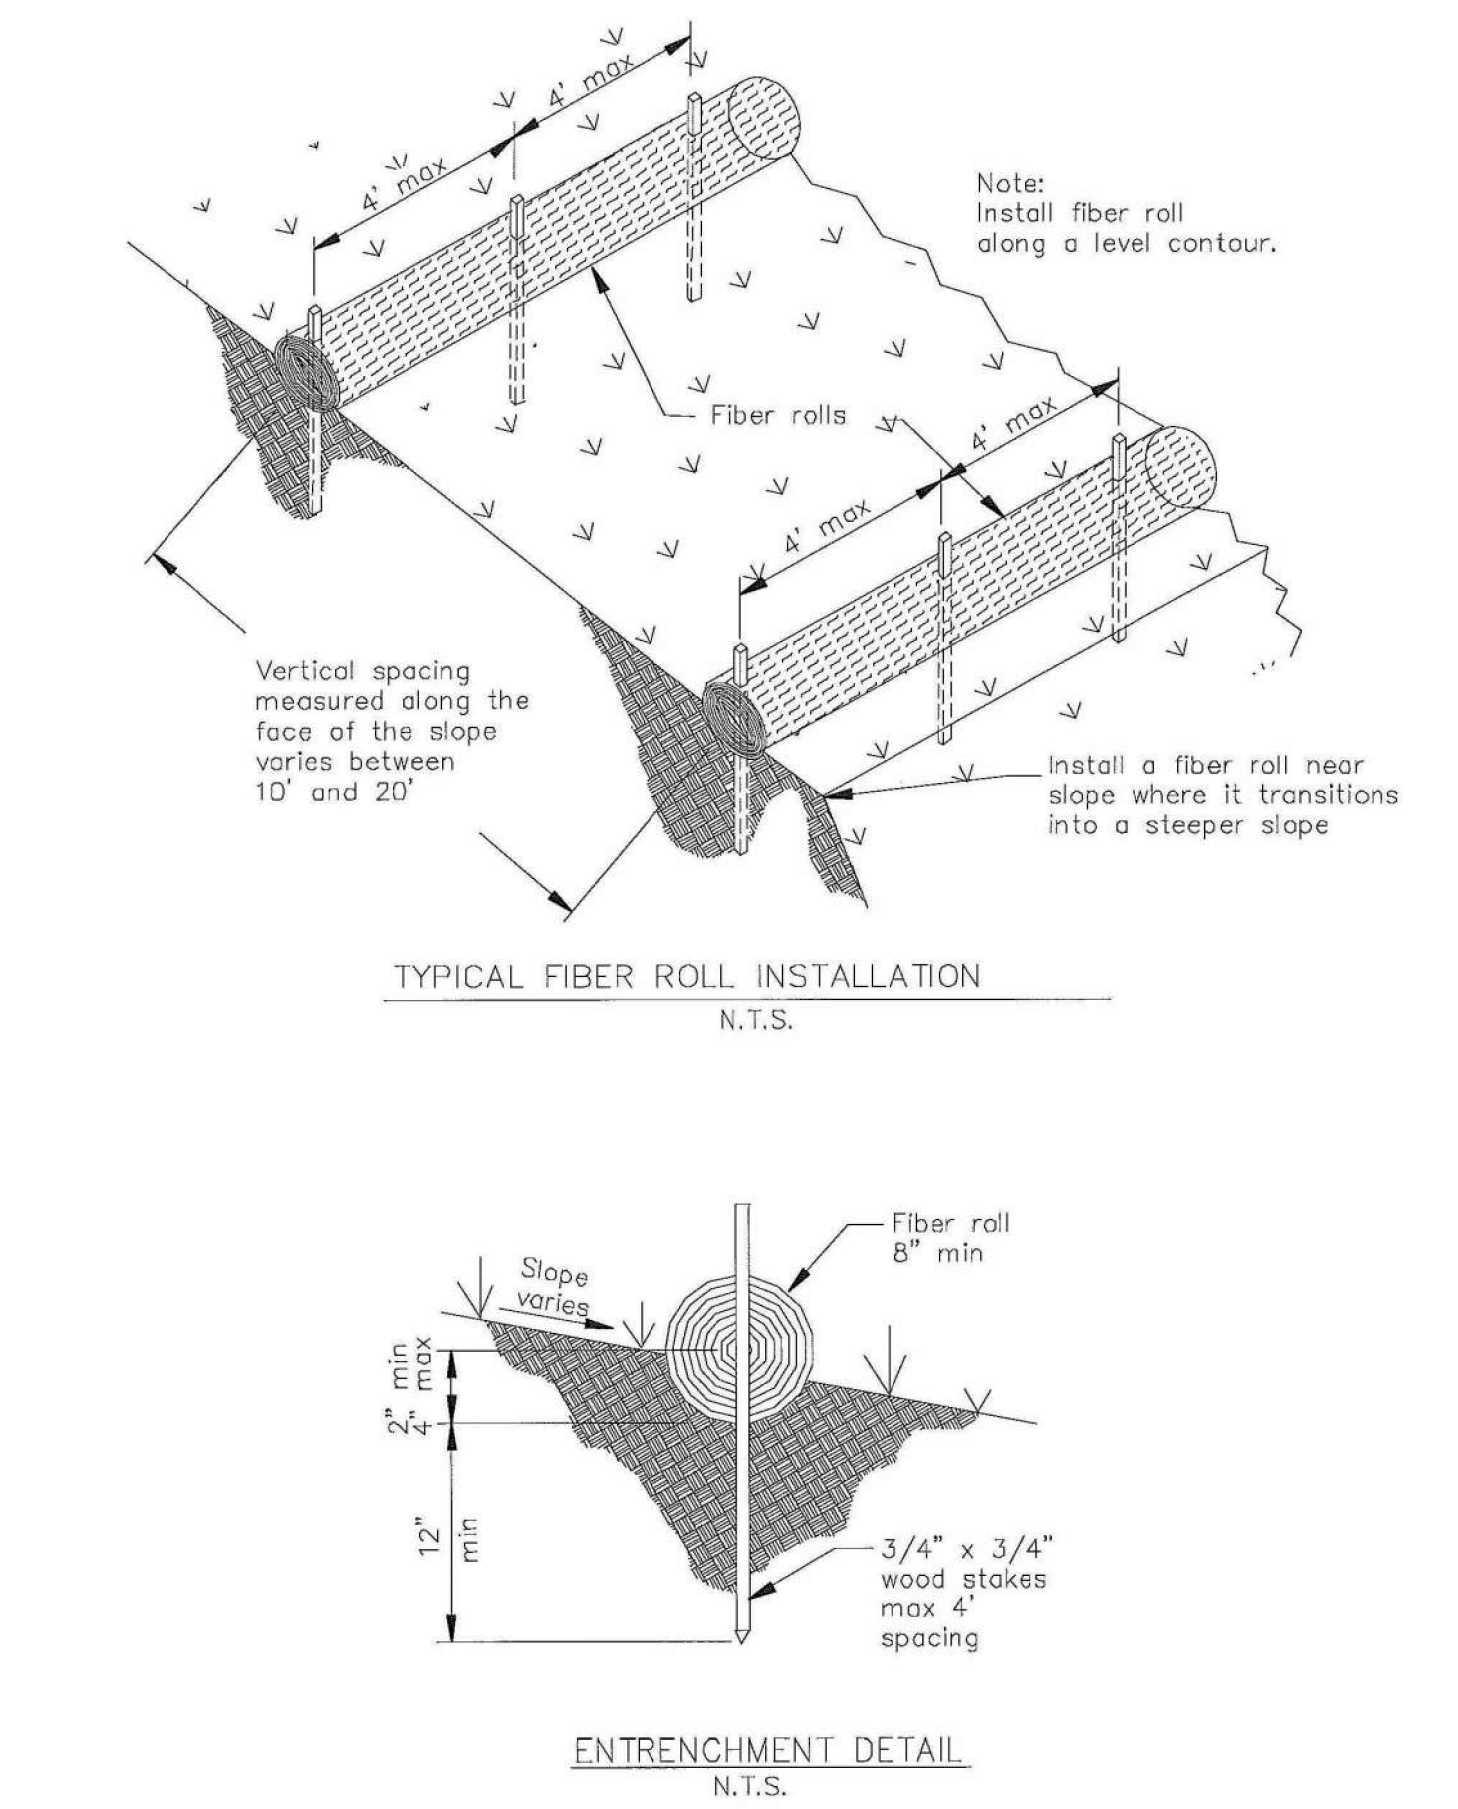 4' max
4' max
Note:
Install fiber roll
along a level contour.
Fiber rolls
4' max
4' max
Vertical spacing
measured along the
face of the slope
varies between
10' and 20'
Install a fiber roll near
slope where it transitions
into a steeper slope
TYPICAL FIBER ROLL INSTALLATION
N.T.S.
Fiber roll
8" min
Slope
varies
2" min
4" max
12"
min
3/4" x 3/4"
wood stakes
max 4'
spacing
ENTRENCHMENT DETAIL
N.T.S.